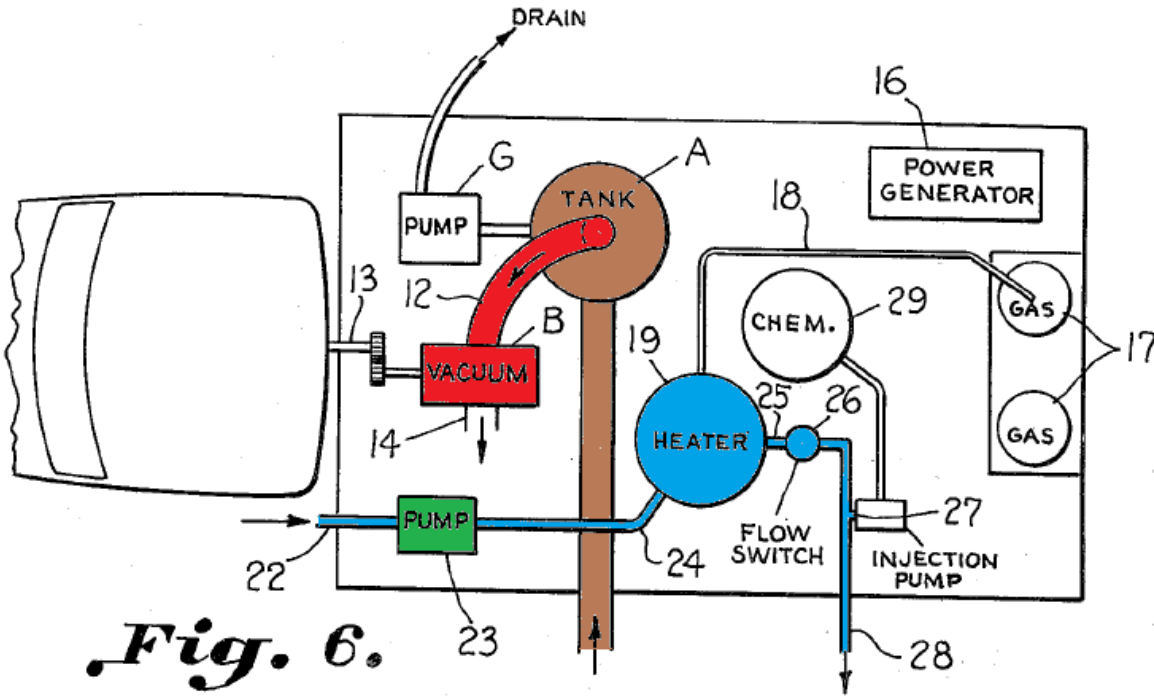 DRAIN
16
G
A
POWER
GENERATOR
TANK
PUMP
18
13
12
B
19
CHEM.
29
GAS
17
VACUUM
25
26
14
HEATER
GAS
PUMP
27
22
24
FLOW
SWITCH
INJECTION
PUMP
23
28
Fig. 6.